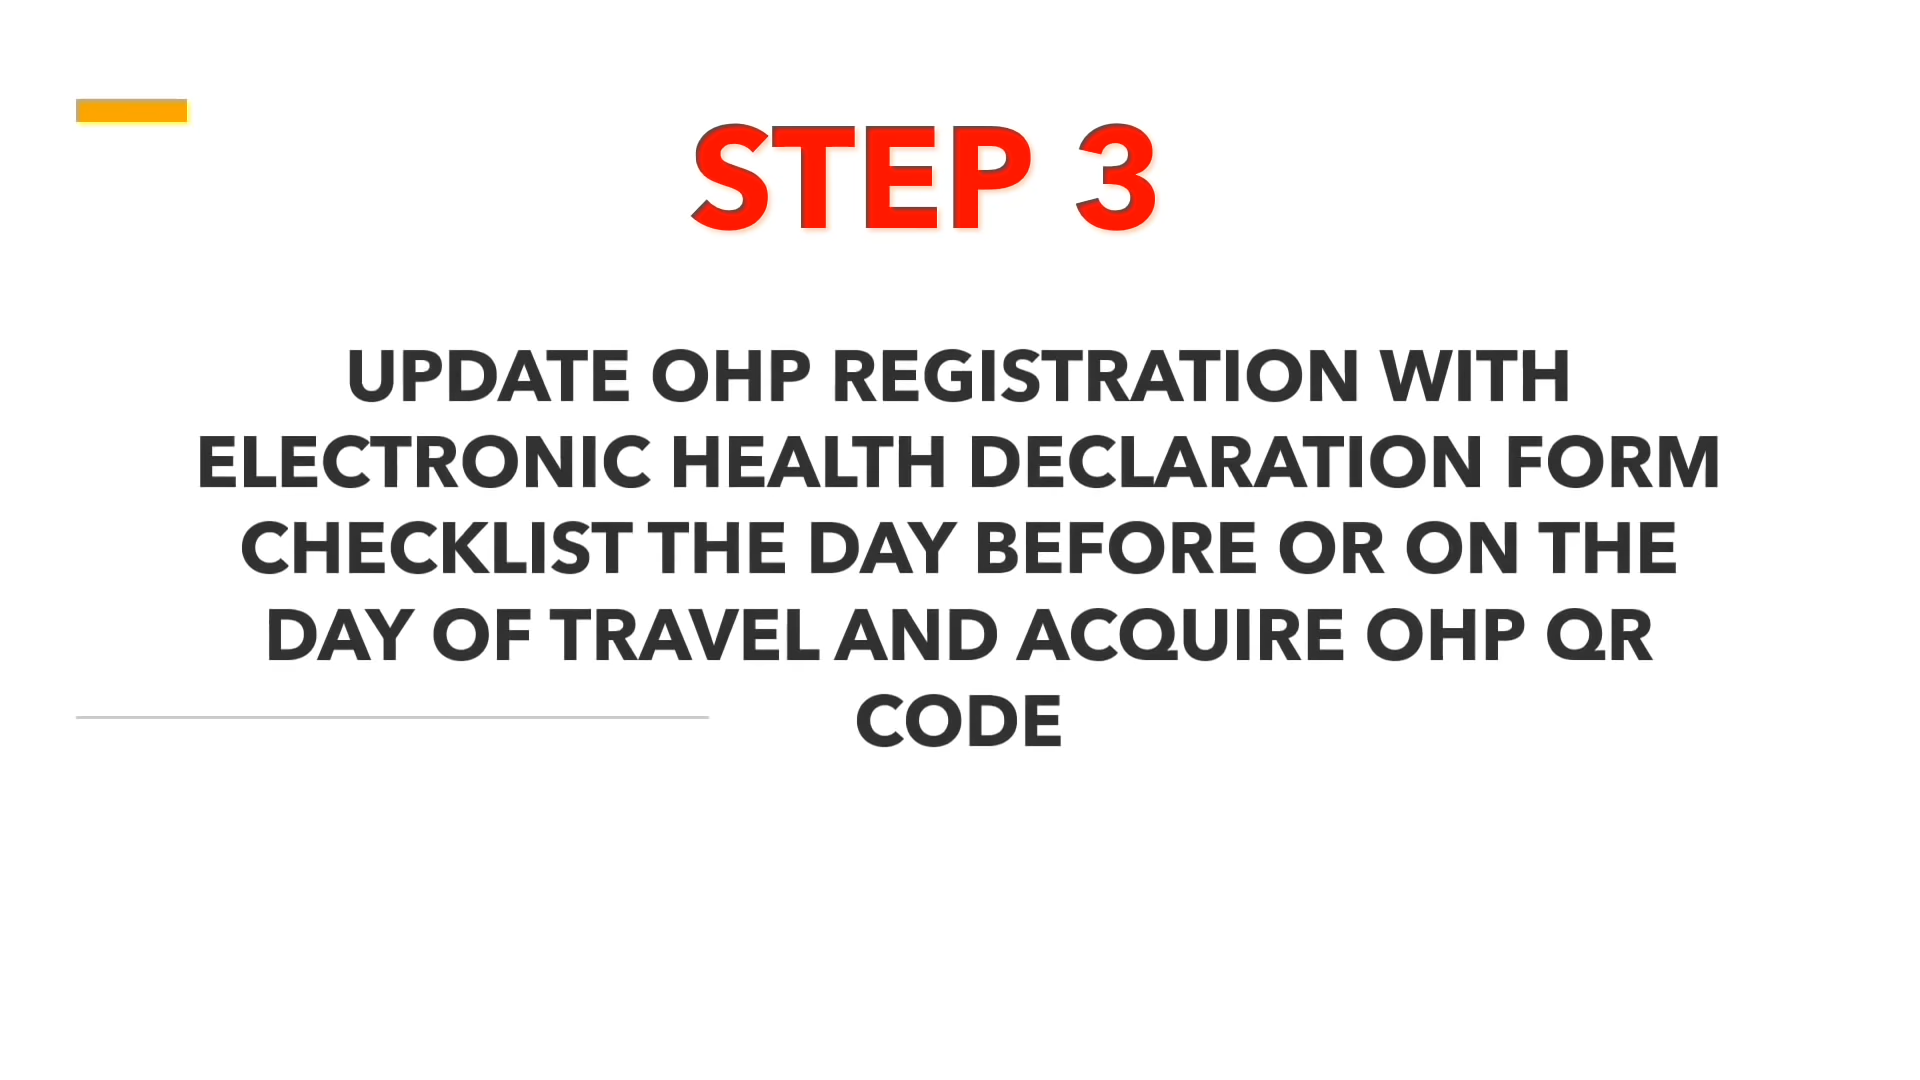 STEP 3
UPDATE OHP REGISTRATION WITH
ELECTRONIC HEALTH DECLARATION FORM
CHECKLIST THE DAY BEFORE OR ON THE
DAY OF TRAVEL AND ACQUIRE OHP QR
CODE